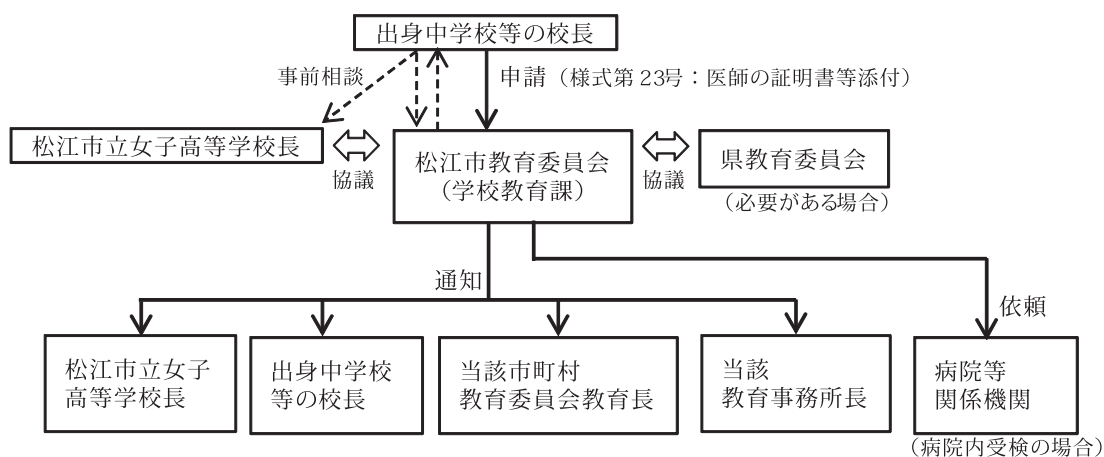 出身中学校等の校長
事前相談
申請（様式第23号：医師の証明書等添付）
松江市立女子高等学校長
協議
松江市教育委員会
（学校教育課）
協議
県教育委員会
（必要がある場合）
通知
依頼
松江市立女子
高等学校長
出身中学校
等の校長
当該市町村
教育委員会教育長
当該
教育事務所長
病院等
関係機関
（病院内受検の場合）